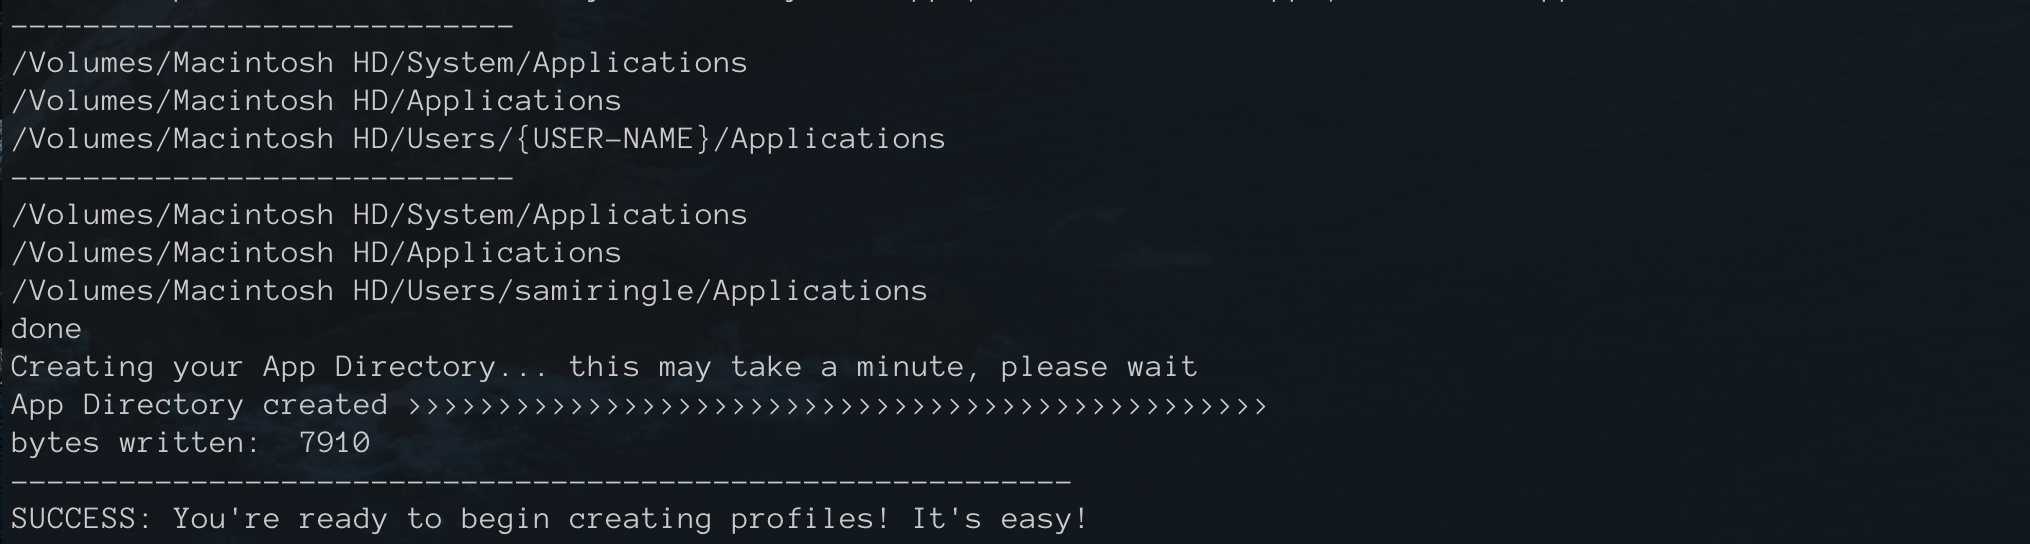 ----------------------------
/Volumes/Macintosh HD/System/Applications
/Volumes/Macintosh HD/Applications
/Volumes/Macintosh HD/Users/{USER-NAME}/Applications
----------------------------
/Volumes/Macintosh HD/System/Applications
/Volumes/Macintosh HD/Applications
/Volumes/Macintosh HD/Users/samiringle/Applications
done
Creating your App Directory... this may take a minute, please wait
App Directory created >>>>>>>>>>>>>>>>>>>>>>>>>>>>>>>>>>>>>>>>>>>>>>>>
bytes written:  7910
-----------------------------------------------------------
SUCCESS: You're ready to begin creating profiles! It's easy!